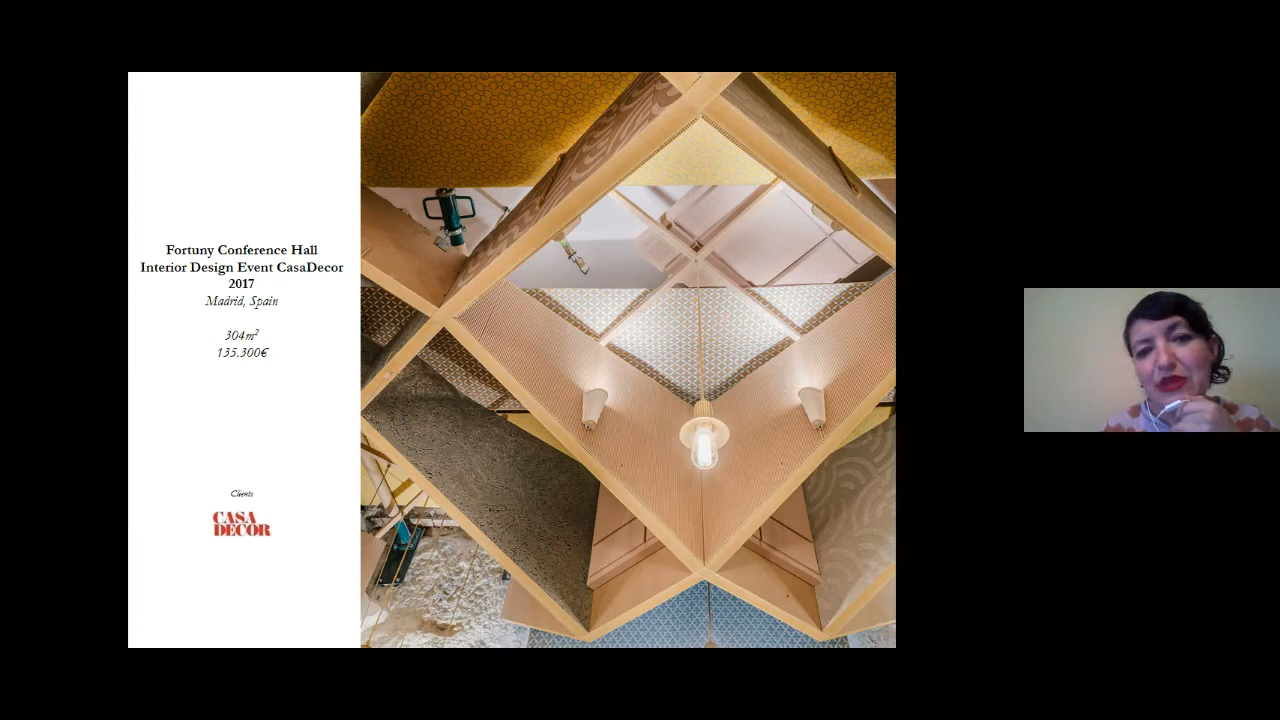 Fortuny Conference Hall
Interior Design Event CasaDecor
2017
Madrid, Spain
304m²
135.300€
Clients
CASA
DECOR